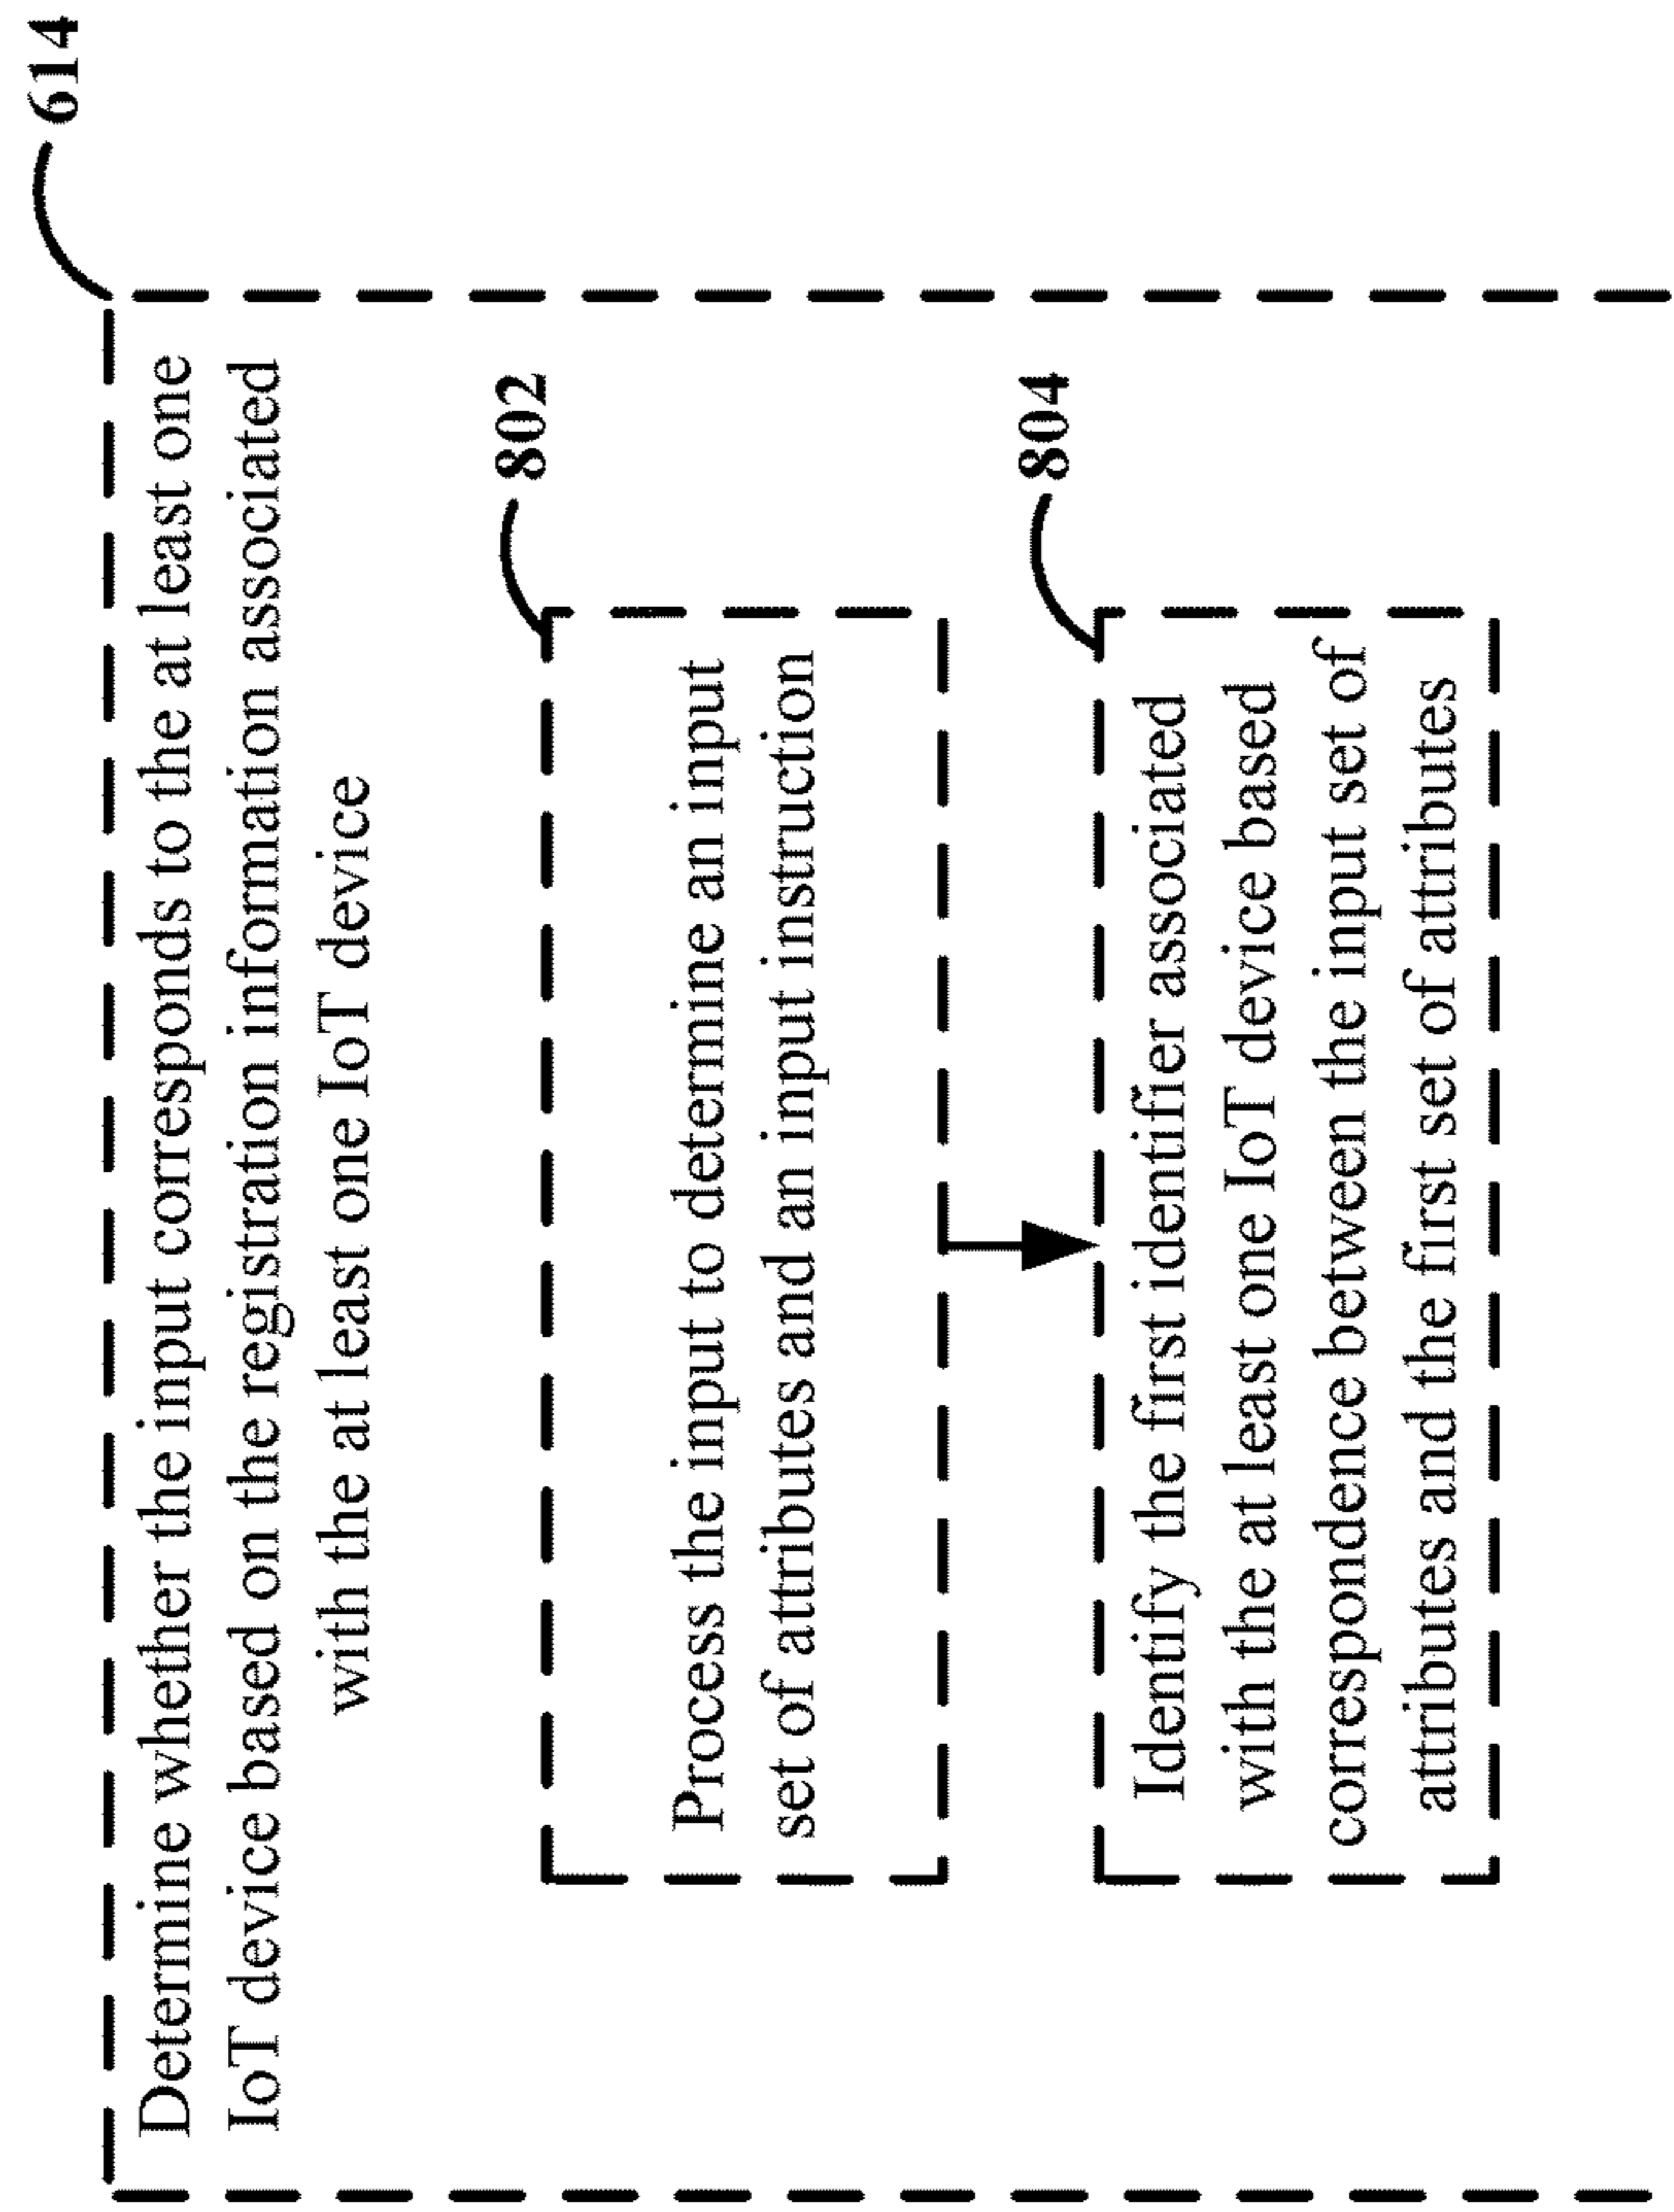 614
Determine whether the input corresponds to the at least one
IoT device based on the registration information associated
with the at least one IoT device
802
Process the input to determine an input
set of attributes and an input instruction
804
Identify the first identifier associated
with the at least one IoT device based
correspondence between the input set of
attributes and the first set of attributes